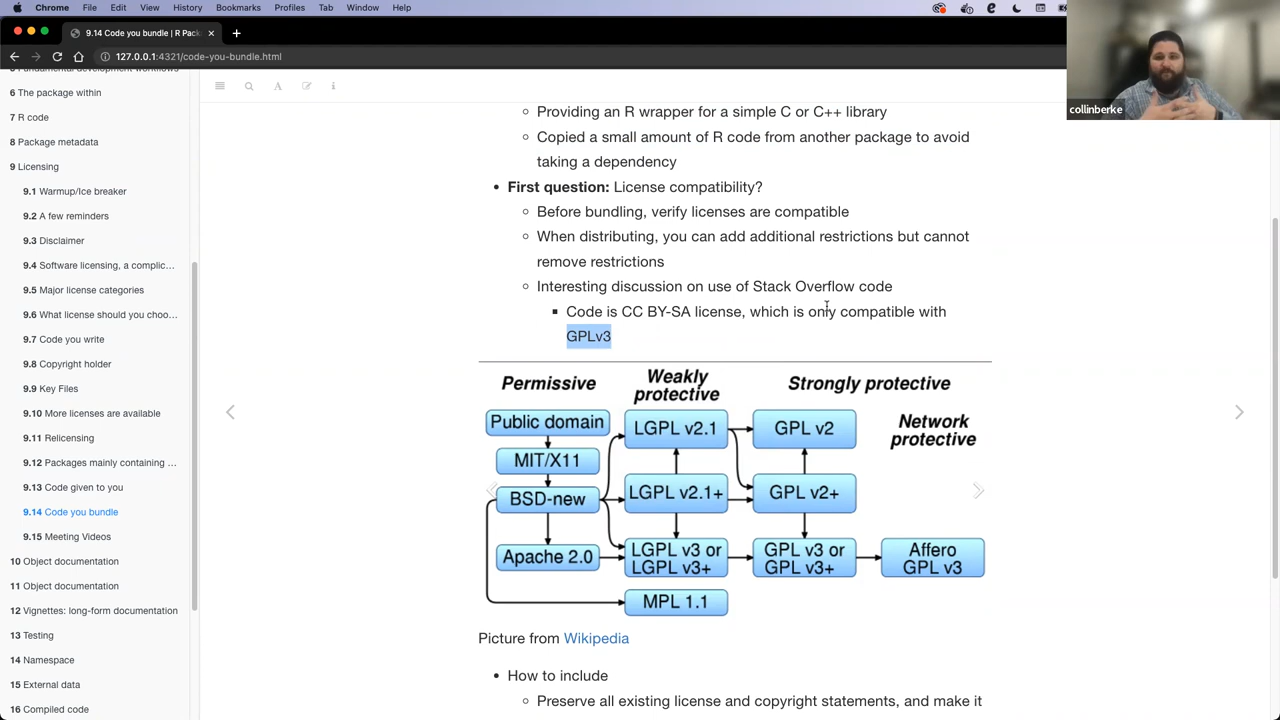 Chrome File Edit View History Bookmarks Profiles Tab Window Help
9.14 Code you bundle | R Pack
127.0.0.1:4321/code-you-bundle.html
collinberke
6 The package within
7 R code
8 Package metadata
9 Licensing
9.1 Warmup/Ice breaker
9.2 A few reminders
9.3 Disclaimer
9.4 Software licensing, a complic…
9.5 Major license categories
9.6 What license should you choo…
9.7 Code you write
9.8 Copyright holder
9.9 Key Files
9.10 More licenses are available
9.11 Relicensing
9.12 Packages mainly containing …
9.13 Code given to you
9.14 Code you bundle
9.15 Meeting Videos
10 Object documentation
11 Object documentation
12 Vignettes: long-form documentation
13 Testing
14 Namespace
15 External data
16 Compiled code
Providing an R wrapper for a simple C or C++ library
Copied a small amount of R code from another package to avoid
taking a dependency
First question: License compatibility?
Before bundling, verify licenses are compatible
When distributing, you can add additional restrictions but cannot
remove restrictions
Interesting discussion on use of Stack Overflow code
Code is CC BY-SA license, which is only compatible with
GPLv3
Permissive
Weakly
protective
Strongly protective
Network
protective
Public domain
LGPL v2.1
GPL v2
MIT/X11
BSD-new
LGPL v2.1+
GPL v2+
Apache 2.0
LGPL v3 or
LGPL v3+
GPL v3 or
GPL v3+
Affero
GPL v3
MPL 1.1
Picture from Wikipedia
How to include
Preserve all existing license and copyright statements, and make it